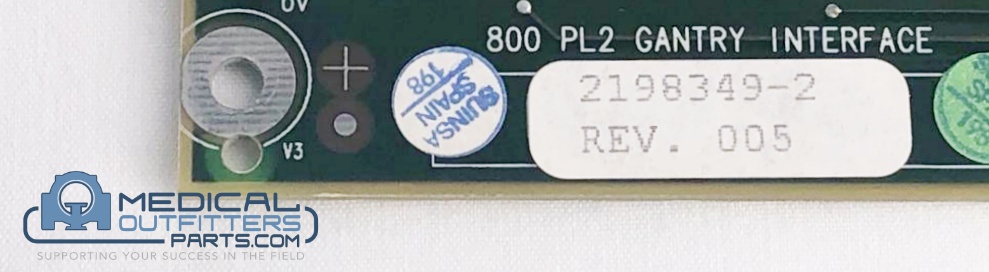 0V
800 PL2 GANTRY INTERFACE
2198349-2
REV. 005
V3
SUINSA
SPAIN
198
MEDICAL
OUTFITTERS
PARTS.COM
SUPPORTING YOUR SUCCESS IN THE FIELD